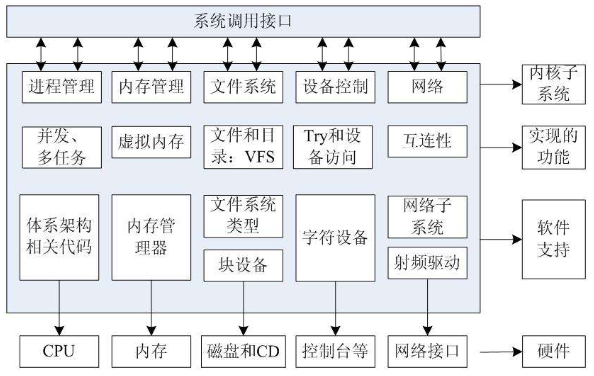 系统调用接口
进程管理
内存管理
文件系统
设备控制
网络
内核子
系统
并发、
多任务
虚拟内存
文件和目
录：VFS
Try和设
备访问
互连性
实现的
功能
体系架构
相关代码
内存管
理器
文件系统
类型
块设备
字符设备
网络子
系统
射频驱动
软件
支持
CPU
内存
磁盘和CD
控制台等
网络接口
硬件